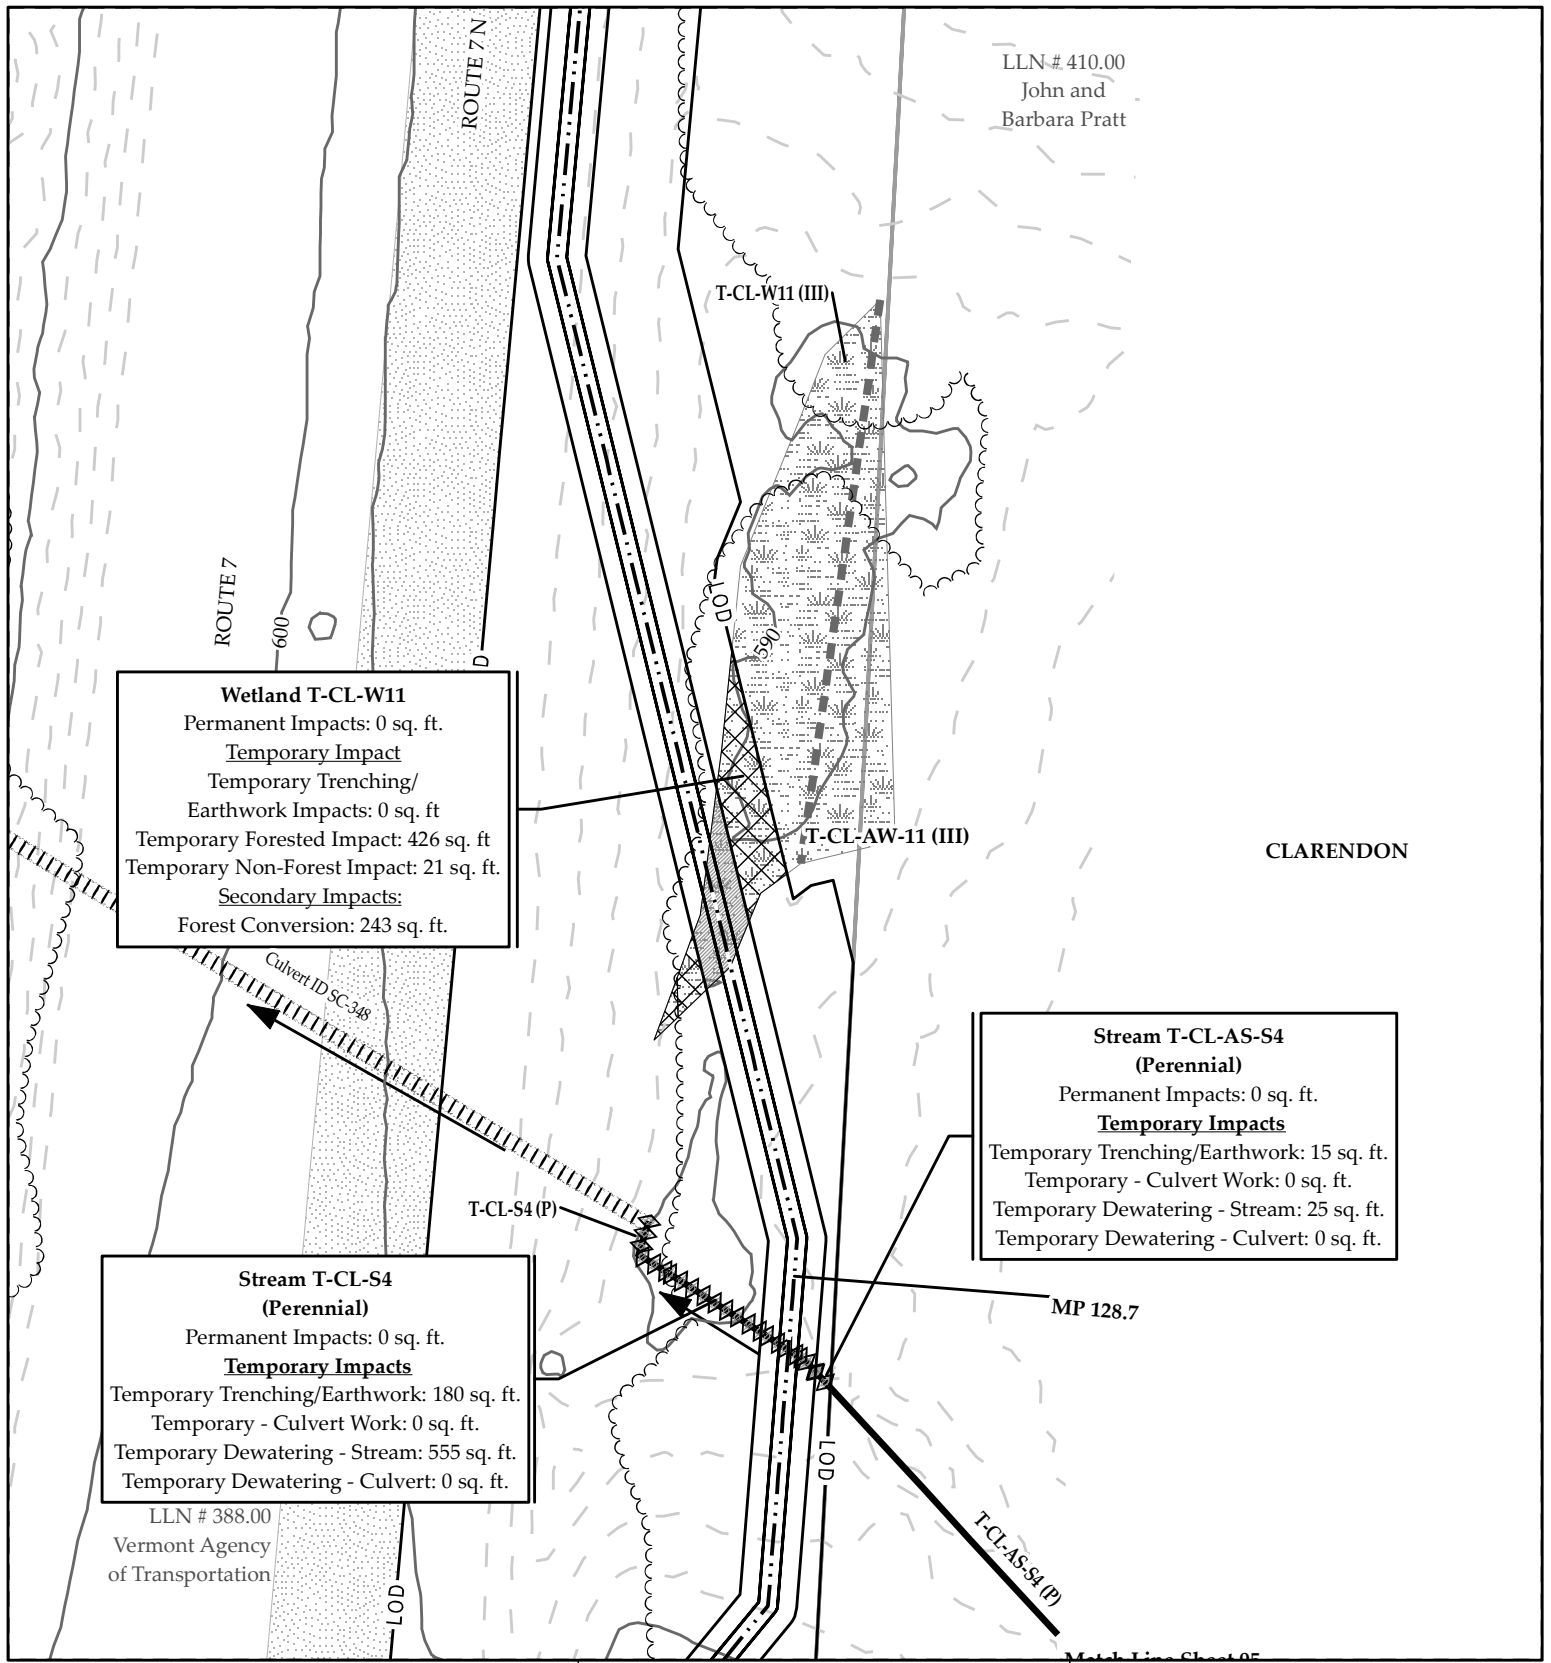 ROUTE 7 N
LLN # 410.00
John and
Barbara Pratt
T-CL-W11 (III)
LOD
590
ROUTE 7
600
D
Wetland T-CL-W11
Permanent Impacts: 0 sq. ft.
Temporary Impact
Temporary Trenching/
Earthwork Impacts: 0 sq. ft
Temporary Forested Impact: 426 sq. ft
Temporary Non-Forest Impact: 21 sq. ft.
Secondary Impacts:
Forest Conversion: 243 sq. ft.
T-CL-AW-11 (III)
CLARENDON
Culvert ID SC-348
Stream T-CL-AS-S4
(Perennial)
Permanent Impacts: 0 sq. ft.
Temporary Impacts
Temporary Trenching/Earthwork: 15 sq. ft.
Temporary - Culvert Work: 0 sq. ft.
Temporary Dewatering - Stream: 25 sq. ft.
Temporary Dewatering - Culvert: 0 sq. ft.
T-CL-S4 (P)
MP 128.7
Stream T-CL-S4
(Perennial)
Permanent Impacts: 0 sq. ft.
Temporary Impacts
Temporary Trenching/Earthwork: 180 sq. ft.
Temporary - Culvert Work: 0 sq. ft.
Temporary Dewatering - Stream: 555 sq. ft.
Temporary Dewatering - Culvert: 0 sq. ft.
LOD
LLN # 388.00
Vermont Agency
of Transportation
LOD
T-CL-AS-S4 (P)
Match Line Sheet 95